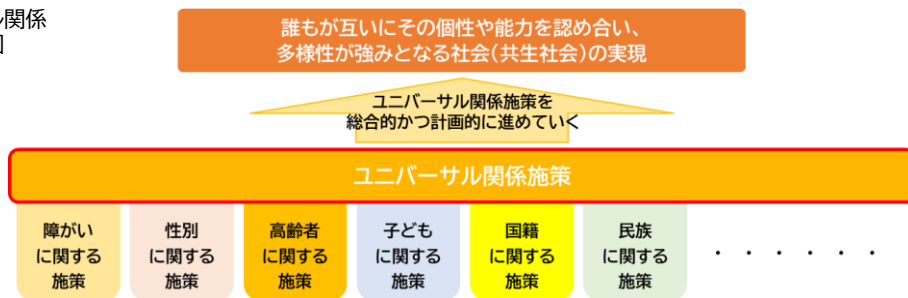 ル関係
誰もが互いにその個性や能力を認め合い、
多様性が強みとなる社会(共生社会)の実現
ユニバーサル関係施策を
総合的かつ計画的に進めていく
ユニバーサル関係施策
障がい
に関する
施策
性別
に関する
施策
高齢者
に関する
施策
子ども
に関する
施策
国籍
に関する
施策
民族
に関する
施策
・・・・・・